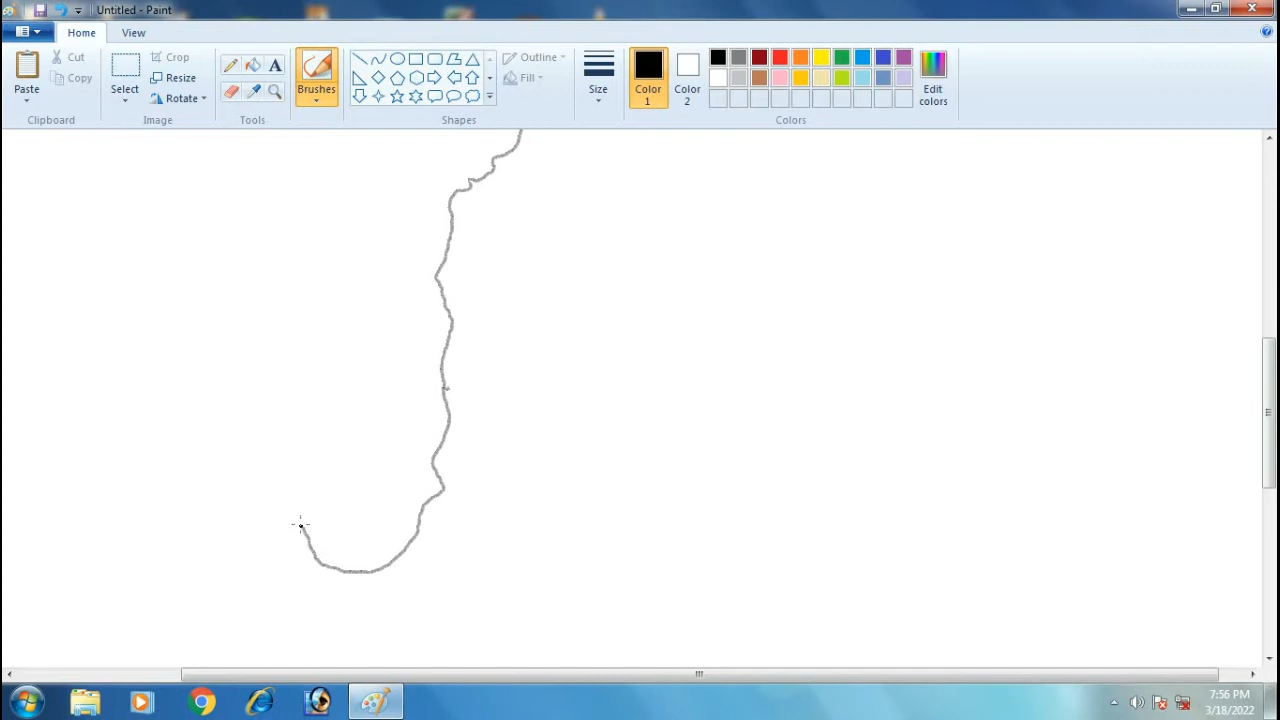 Untitled - Paint
Home View
Paste
Cut
Copy
Clipboard
Select
Crop
Resize
Rotate
Image
A
Tools
Brushes
Outline
Fill
Shapes
Size
Color 1
Color 2
Edit colors
Colors
7:56 PM
3/18/2022